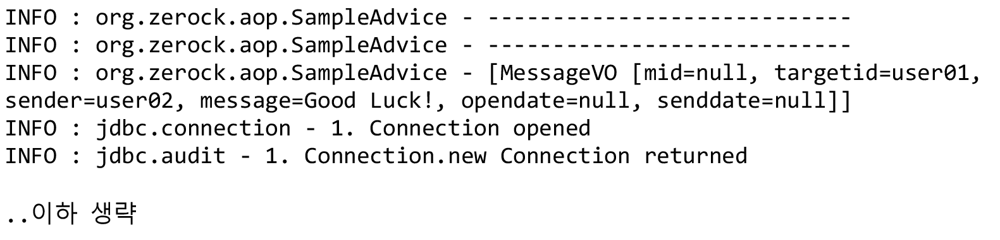 INFO : org.zerock.aop.SampleAdvice - ----------------------------
INFO : org.zerock.aop.SampleAdvice - ----------------------------
INFO : org.zerock.aop.SampleAdvice - [MessageVO [mid=null, targetid=user01,
sender=user02, message=Good Luck!, opendate=null, senddate=null]]
INFO : jdbc.connection - 1. Connection opened
INFO : jdbc.audit - 1. Connection.new Connection returned
..이하 생략